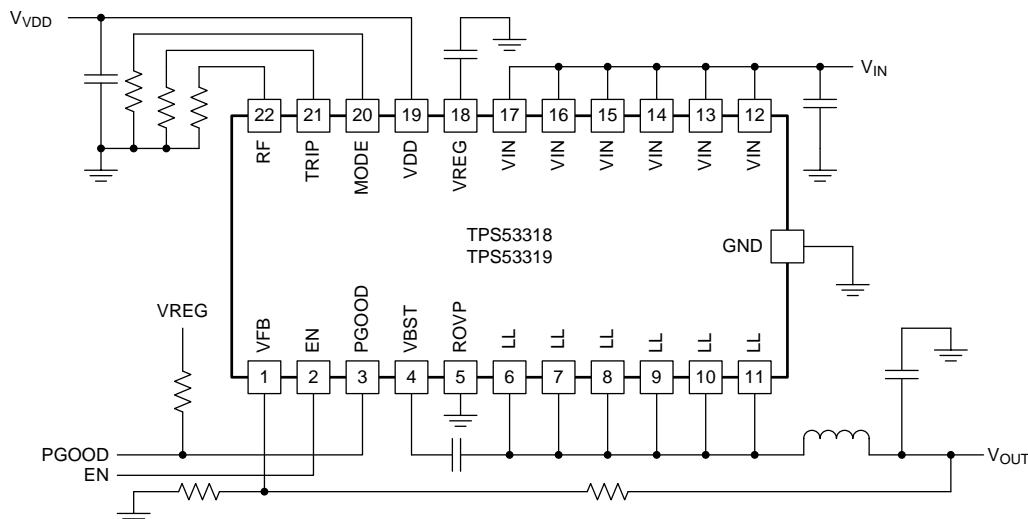 VVDD
VIN
22 21 20 19 18 17 16 15 14 13 12
RF TRIP MODE VDD VREG VIN VIN VIN VIN VIN VIN
TPS53318
TPS53319
GND
VREG
VFB EN PGOOD VBST ROVP LL LL LL LL LL LL
1 2 3 4 5 6 7 8 9 10 11
PGOOD
VOUT
EN